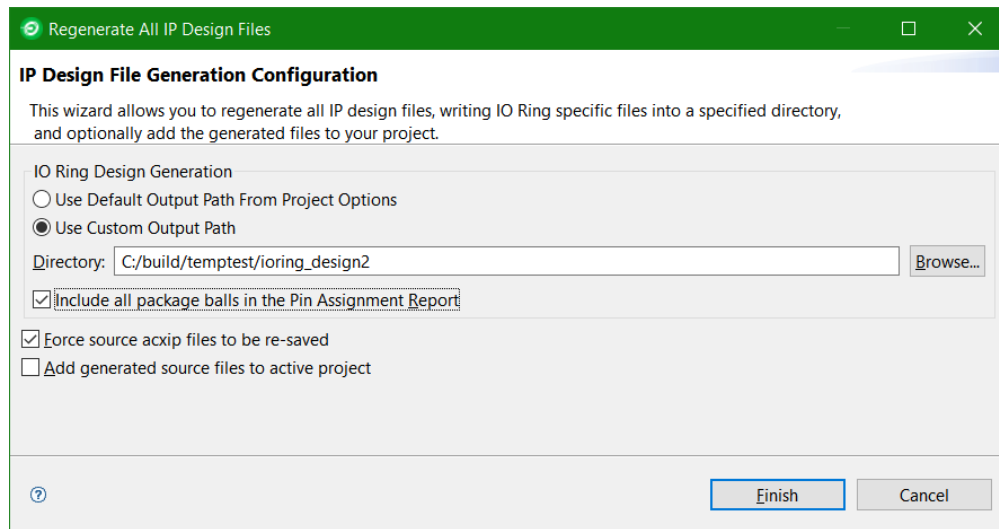 Regenerate All IP Design Files
IP Design File Generation Configuration
This wizard allows you to regenerate all IP design files, writing IO Ring specific files into a specified directory,
and optionally add the generated files to your project.
IO Ring Design Generation
Use Default Output Path From Project Options
Use Custom Output Path
Directory: C:/build/temptest/ioring_design2 Browse...
Include all package balls in the Pin Assignment Report
Force source acxip files to be re-saved
Add generated source files to active project
? Finish Cancel